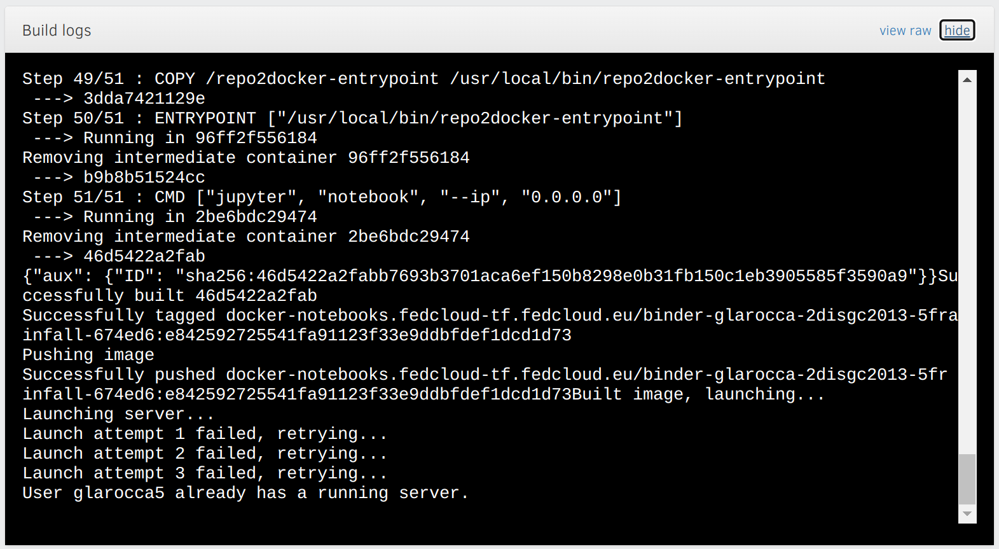 Build logs
view raw hide
Step 49/51 : COPY /repo2docker-entrypoint /usr/local/bin/repo2docker-entrypoint
 ---> 3dda7421129e
Step 50/51 : ENTRYPOINT ["/usr/local/bin/repo2docker-entrypoint"]
 ---> Running in 96ff2f556184
Removing intermediate container 96ff2f556184
 ---> b9b8b51524cc
Step 51/51 : CMD ["jupyter", "notebook", "--ip", "0.0.0.0"]
 ---> Running in 2be6bdc29474
Removing intermediate container 2be6bdc29474
 ---> 46d5422a2fab
{"aux": {"ID": "sha256:46d5422a2fabb7693b3701aca6ef150b8298e0b31fb150c1eb3905585f3590a9"}}Su
ccessfully built 46d5422a2fab
Successfully tagged docker-notebooks.fedcloud-tf.fedcloud.eu/binder-glarocca-2disgc2013-5fra
infall-674ed6:e842592725541fa91123f33e9ddbfdef1dcd1d73
Pushing image
Successfully pushed docker-notebooks.fedcloud-tf.fedcloud.eu/binder-glarocca-2disgc2013-5fr
infall-674ed6:e842592725541fa91123f33e9ddbfdef1dcd1d73Built image, launching...
Launching server...
Launch attempt 1 failed, retrying...
Launch attempt 2 failed, retrying...
Launch attempt 3 failed, retrying...
User glarocca5 already has a running server.